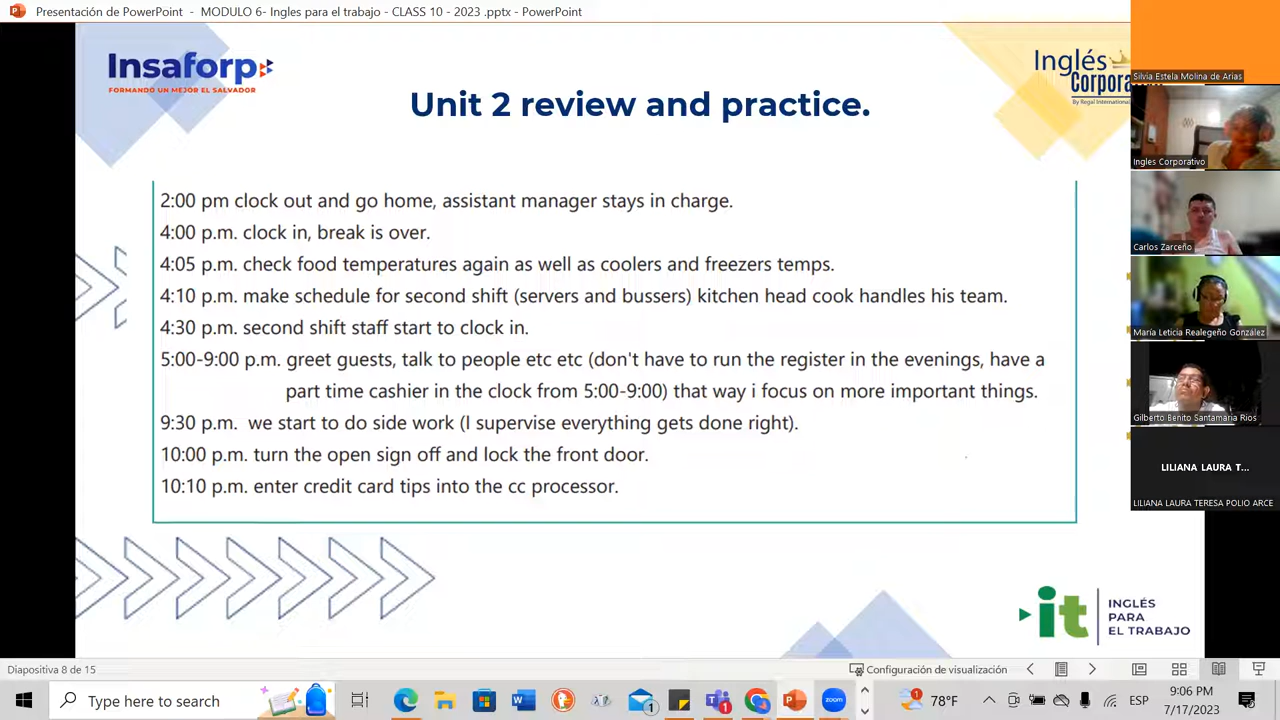 Presentación de PowerPoint - MODULO 6- Ingles para el trabajo - CLASS 10 - 2023 .pptx - PowerPoint
Insaforp
FORMANDO UN MEJOR EL SALVADOR
Inglés
Corpora
By Regal International
Unit 2 review and practice.
2:00 pm clock out and go home, assistant manager stays in charge.
4:00 p.m. clock in, break is over.
4:05 p.m. check food temperatures again as well as coolers and freezers temps.
4:10 p.m. make schedule for second shift (servers and bussers) kitchen head cook handles his team.
4:30 p.m. second shift staff start to clock in.
5:00-9:00 p.m. greet guests, talk to people etc etc (don't have to run the register in the evenings, have a
part time cashier in the clock from 5:00-9:00) that way i focus on more important things.
9:30 p.m. we start to do side work (I supervise everything gets done right).
10:00 p.m. turn the open sign off and lock the front door.
10:10 p.m. enter credit card tips into the cc processor.
it
INGLÉS
PARA
EL TRABAJO
Silvia Estela Molina de Arias
Ingles Corporativo
Carlos Zarceño
María Leticia Realegeño González
Gilberto Benito Santamaria Rios
LILIANA LAURA T...
LILIANA LAURA TERESA POLIO ARCE
Diapositiva 8 de 15
Configuración de visualización
Type here to search
1
1
zoom
1
78°F
ESP
9:06 PM
7/17/2023